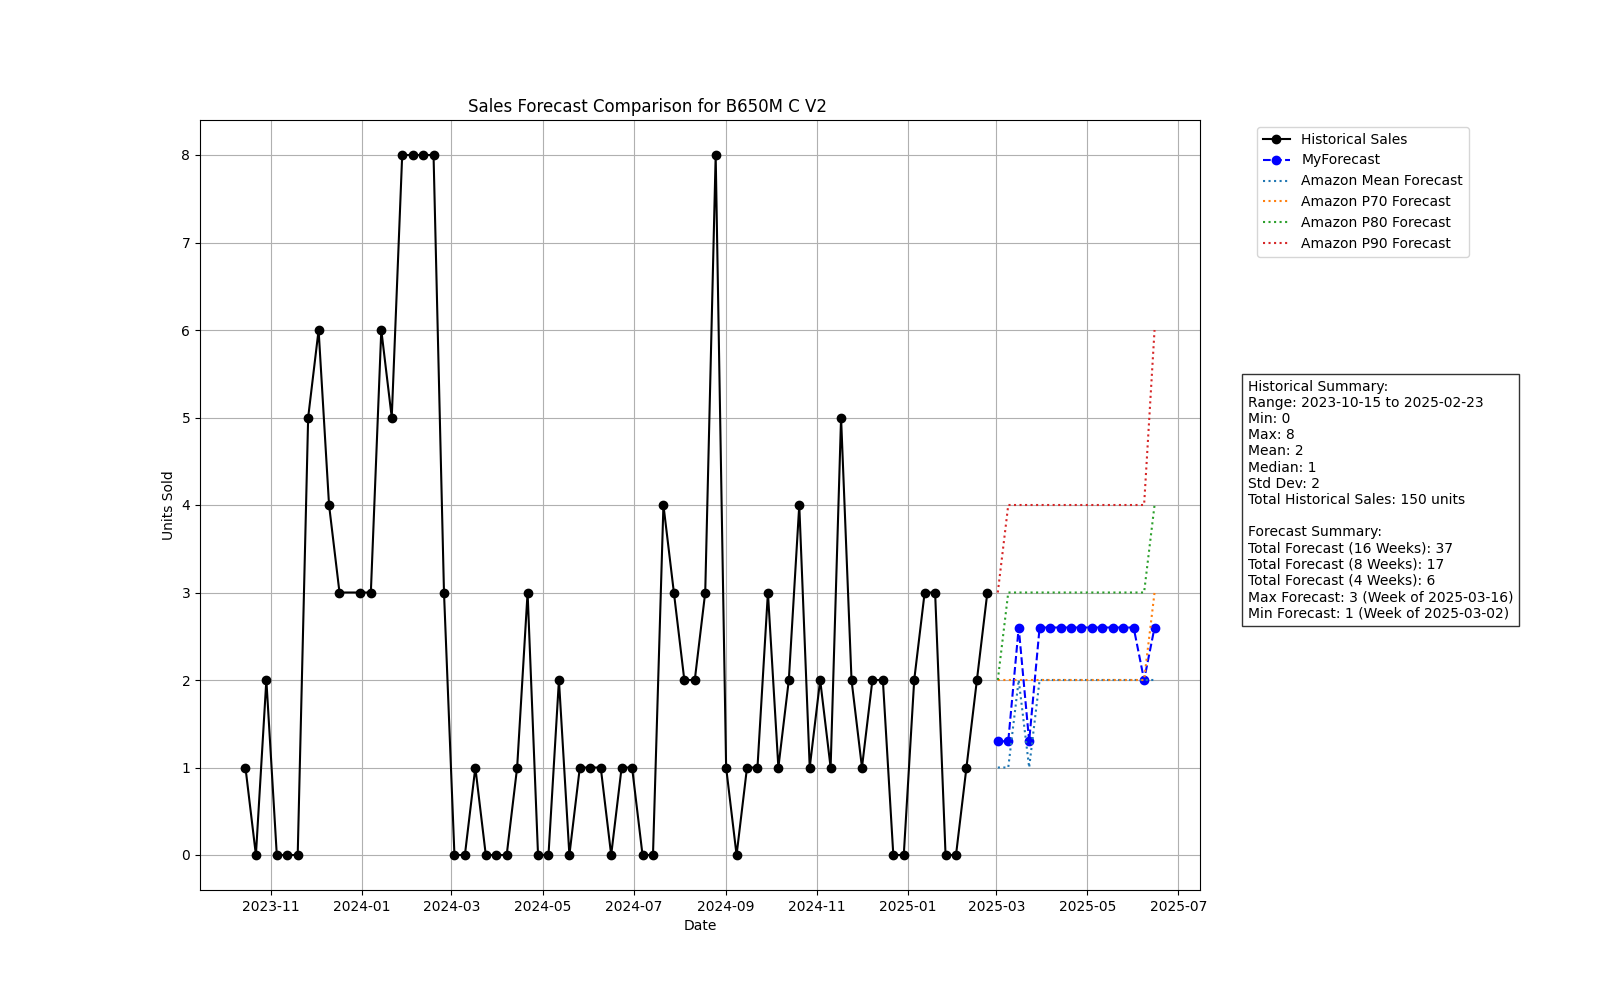 Sales Forecast Comparison for B650M C V2
Historical Sales
MyForecast
Amazon Mean Forecast
Amazon P70 Forecast
Amazon P80 Forecast
Amazon P90 Forecast
8
7
6
5
4
3
2
1
0
Units Sold
2023-11
2024-01
2024-03
2024-05
2024-07
2024-09
2024-11
2025-01
2025-03
2025-05
2025-07
Date
Historical Summary:
Range: 2023-10-15 to 2025-02-23
Min: 0
Max: 8
Mean: 2
Median: 1
Std Dev: 2
Total Historical Sales: 150 units
Forecast Summary:
Total Forecast (16 Weeks): 37
Total Forecast (8 Weeks): 17
Total Forecast (4 Weeks): 6
Max Forecast: 3 (Week of 2025-03-16)
Min Forecast: 1 (Week of 2025-03-02)